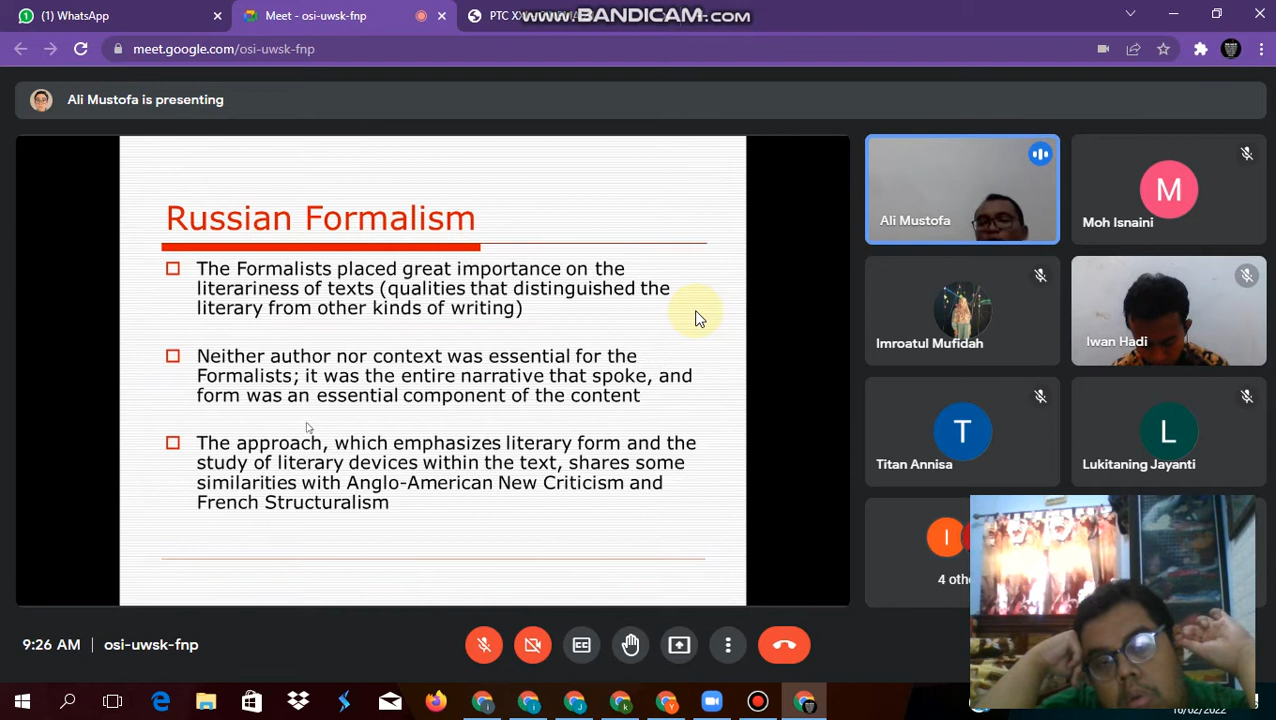 (1) WhatsApp
Meet - osi-uwsk-fnp
PTC XX
www.BANDICAM.com
meet.google.com/osi-uwsk-fnp
Ali Mustofa is presenting
Russian Formalism
The Formalists placed great importance on the
literariness of texts (qualities that distinguished the
literary from other kinds of writing)
Neither author nor context was essential for the
Formalists; it was the entire narrative that spoke, and
form was an essential component of the content
The approach, which emphasizes literary form and the
study of literary devices within the text, shares some
similarities with Anglo-American New Criticism and
French Structuralism
Ali Mustofa
M
Moh Isnaini
Imroatul Mufidah
Iwan Hadi
T
Titan Annisa
L
Lukitaning Jayanti
I
4 othe
9:26 AM
osi-uwsk-fnp
16/02/2022